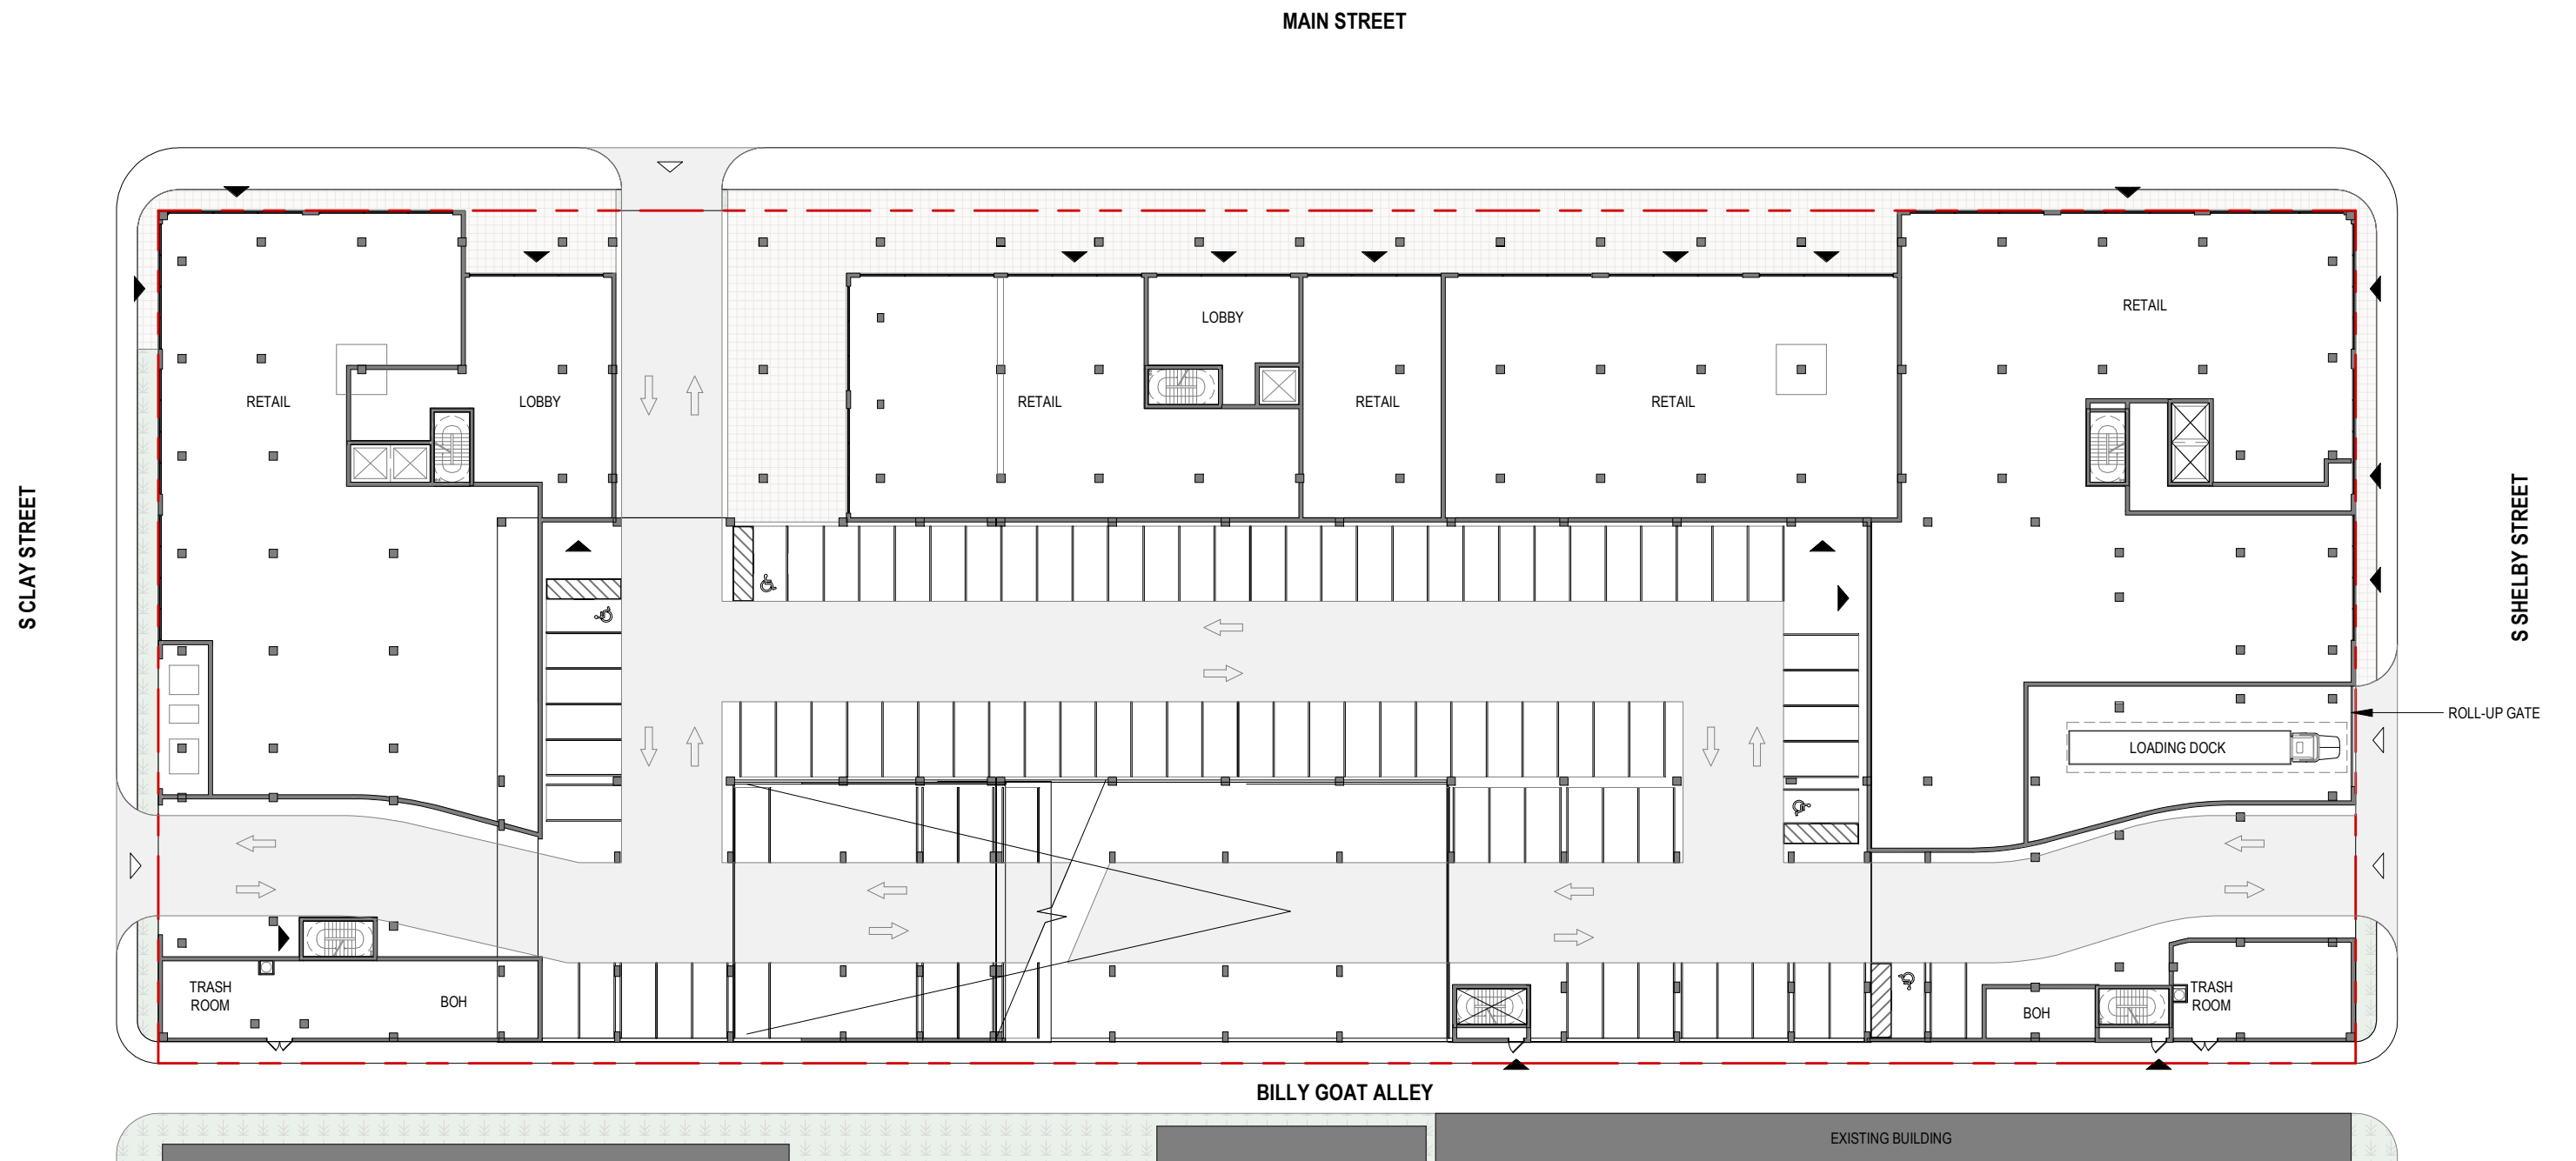 MAIN STREET
RETAIL
LOBBY
RETAIL
LOBBY
RETAIL
RETAIL
RETAIL
S CLAY STREET
S SHELBY STREET
ROLL-UP GATE
LOADING DOCK
TRASH
ROOM
BOH
BOH
TRASH
ROOM
BILLY GOAT ALLEY
EXISTING BUILDING